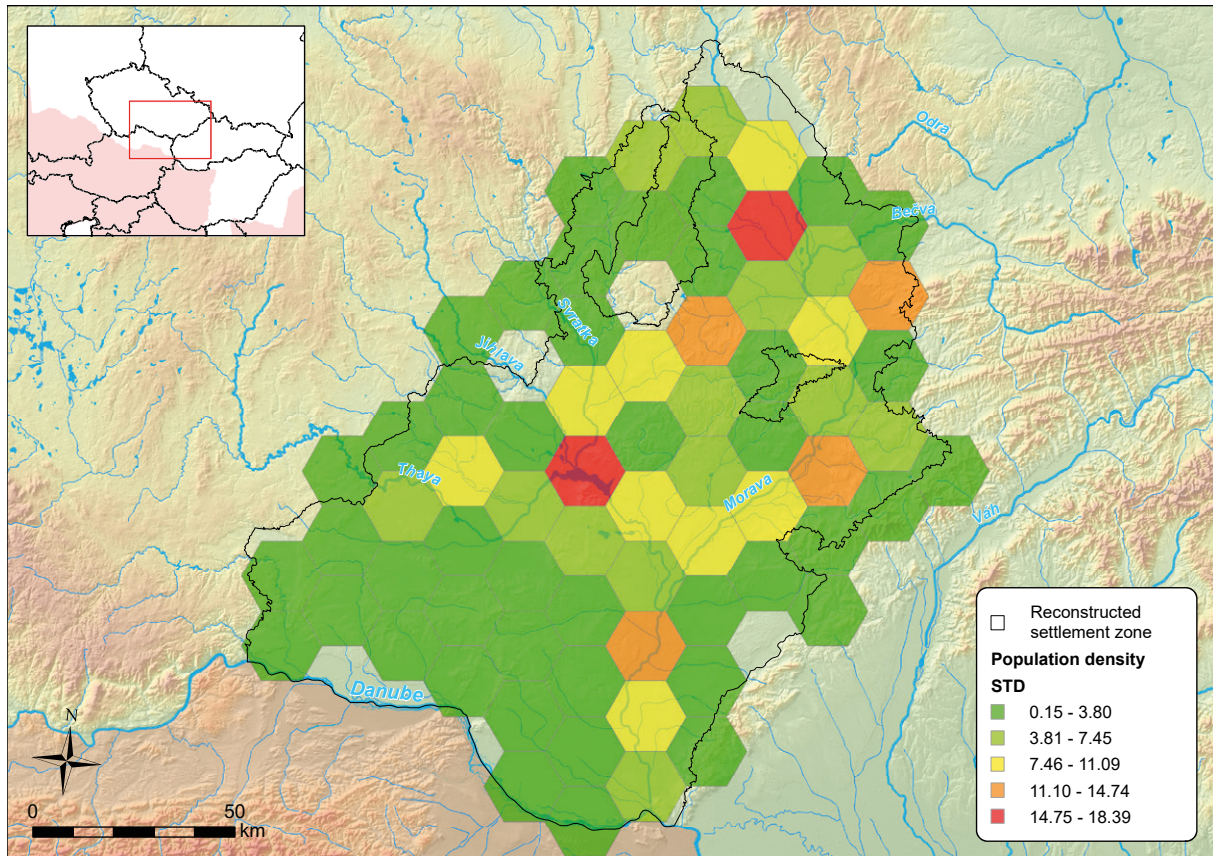 Odra
Bečva
Svratka
Jihlava
Thaya
Morava
Váh
Danube
N
0
50
km
Reconstructed
settlement zone
Population density
STD
0.15 - 3.80
3.81 - 7.45
7.46 - 11.09
11.10 - 14.74
14.75 - 18.39